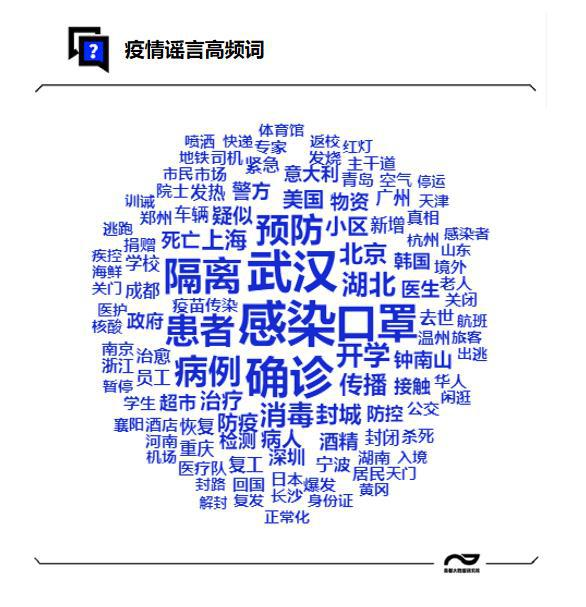 ?
疫情谣言高频词
体育馆
喷洒 快递 专家 返校 红灯
地铁 司机 紧急 发烧 主干道
市民 市场 意大利 青岛 空气 停运
院士 发热 警方 美国 物资 广州 天津
训诫 郑州 车辆 疑似 预防 小区 新增 真相
逃跑 死亡 上海 北京 杭州 感染者
捐赠 山东
疾控 学校 隔离 武汉 湖北 韩国 境外
海鲜 医生 老人
关门 成都 疫苗 传染 关闭
医护 政府 患者 感染 口罩 去世 航班
核酸 温州 旅客
南京 治愈 病例 确诊 开学 钟南山 出逃
浙江 员工 传播 接触 华人
暂停 闲逛
学生 超市 治疗 消毒 封城 防控 公交
襄阳 酒店 恢复 防疫
河南 重庆 检测 病人 酒精 封闭 杀死
机场 医疗队 复工 深圳 宁波 湖南 入境
封路 回国 日本 爆发 居民 天门
解封 复发 长沙 身份证 黄冈
正常化